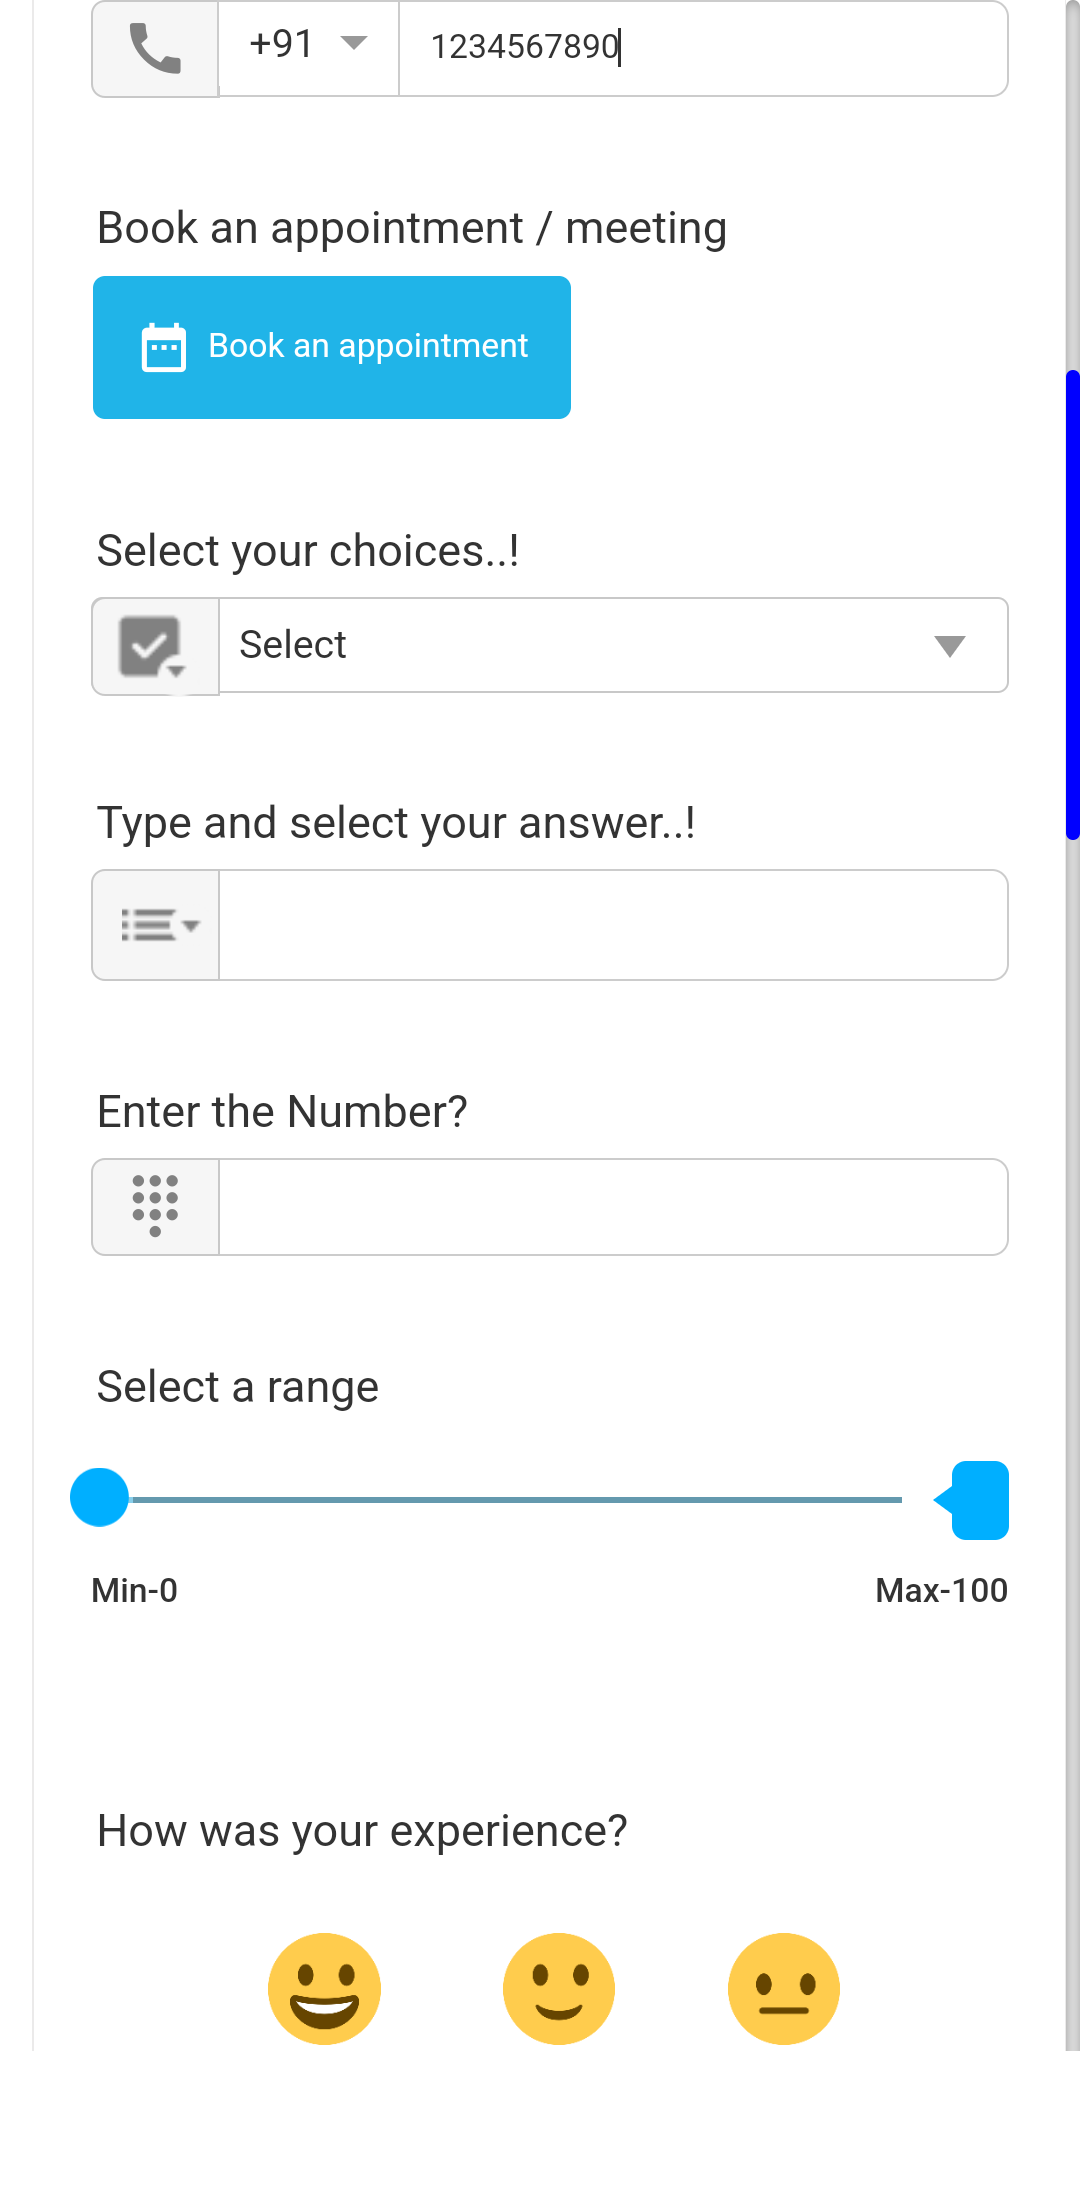 +91 1234567890
Book an appointment / meeting
Book an appointment
Select your choices..!
Select
Type and select your answer..!
Enter the Number?
Select a range
Min-0 Max-100
How was your experience?